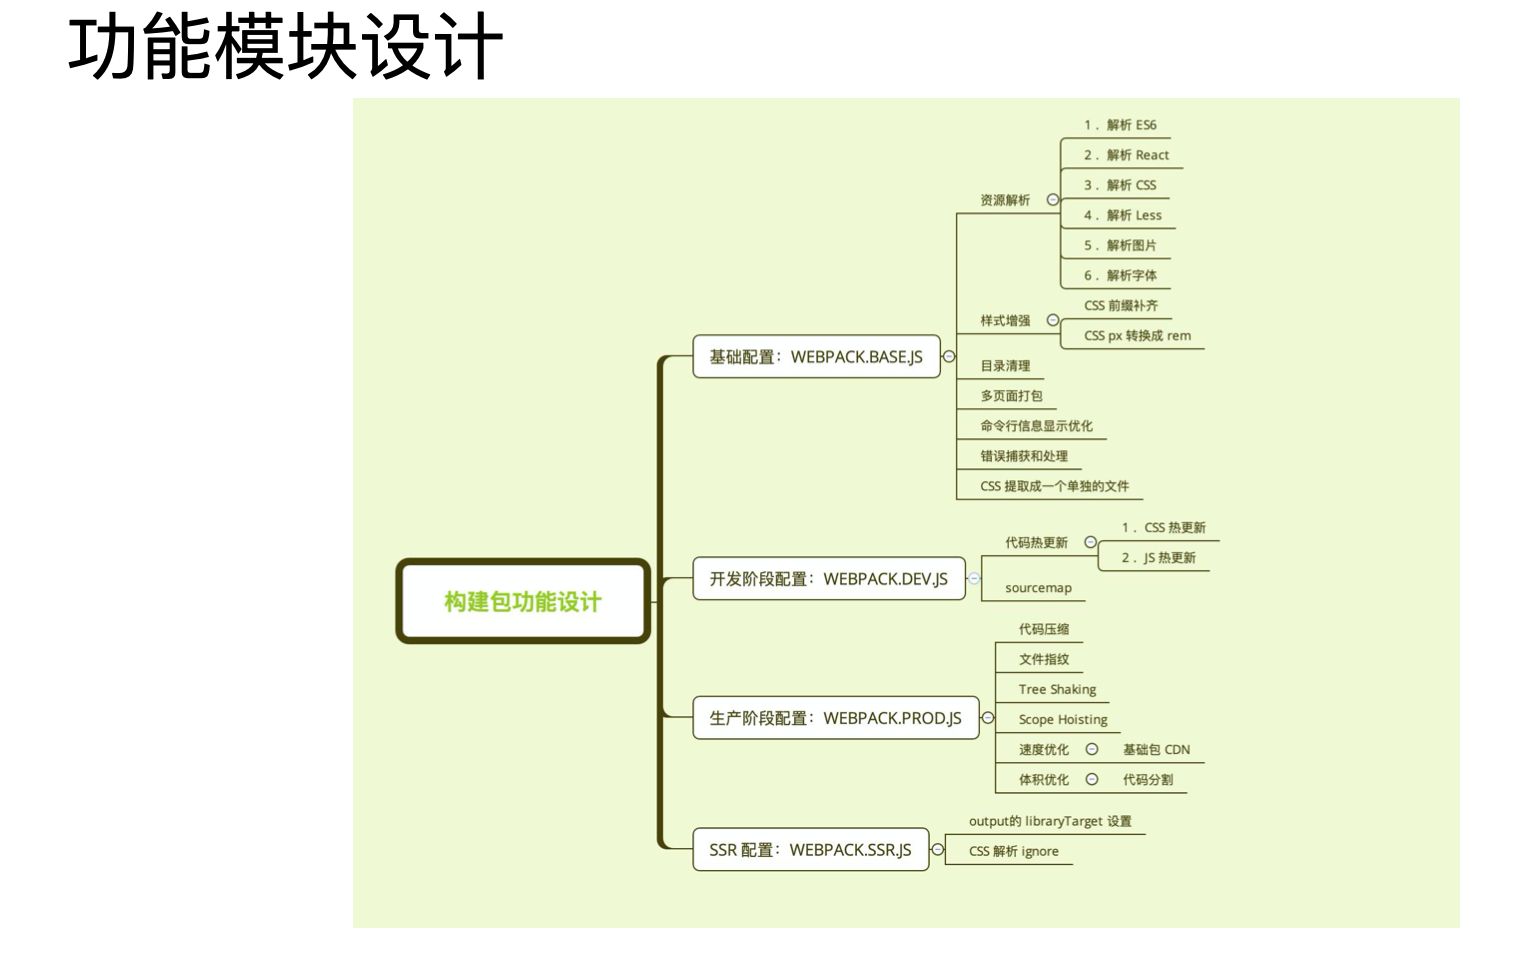 功能模块设计
构建包功能设计
基础配置：WEBPACK.BASE.JS
资源解析
1．解析 ES6
2．解析 React
3．解析 CSS
4．解析 Less
5．解析图片
6．解析字体
样式增强
CSS 前缀补齐
CSS px 转换成 rem
目录清理
多页面打包
命令行信息显示优化
错误捕获和处理
CSS 提取成一个单独的文件
开发阶段配置：WEBPACK.DEV.JS
代码热更新
1．CSS 热更新
2．JS 热更新
sourcemap
生产阶段配置：WEBPACK.PROD.JS
代码压缩
文件指纹
Tree Shaking
Scope Hoisting
速度优化
基础包 CDN
体积优化
代码分割
SSR 配置：WEBPACK.SSR.JS
output的 libraryTarget 设置
CSS 解析 ignore